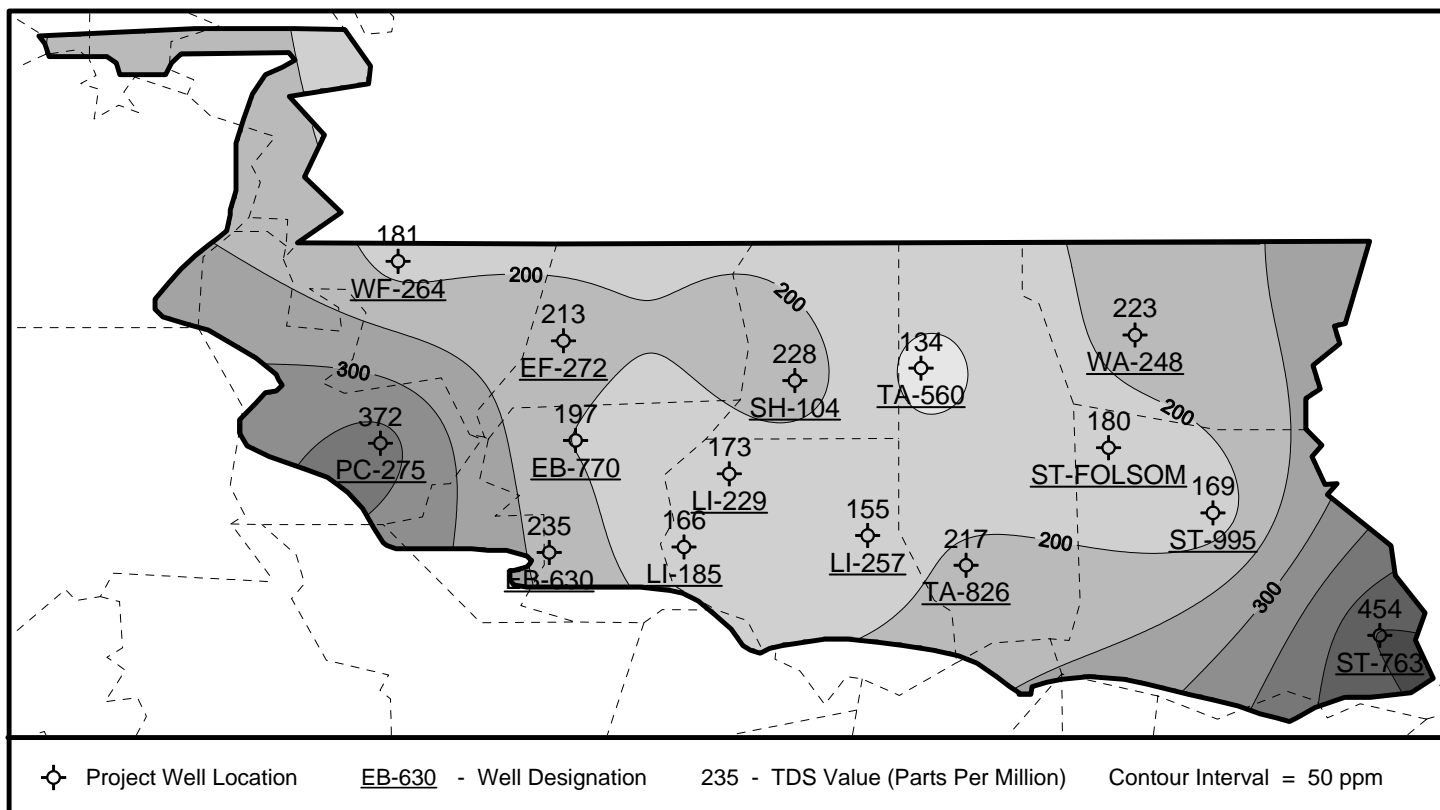 181
WF-264
200
200
213
EF-272
223
WA-248
134
TA-560
228
SH-104
300
372
PC-275
197
EB-770
200
180
ST-FOLSOM
173
LI-229
169
ST-995
166
LI-185
155
LI-257
235
EB-630
200
217
TA-826
300
454
ST-763
Project Well Location EB-630 - Well Designation 235 - TDS Value (Parts Per Million) Contour Interval = 50 ppm